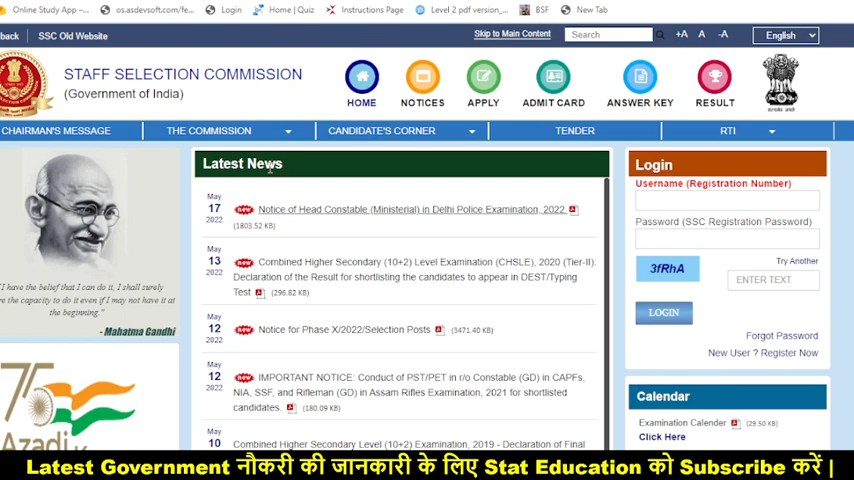 Online Study App –...
os.asdevsoft.com/fe...
Login
Home | Quiz
Instructions Page
Level 2 pdf version_...
BSF
New Tab
back
SSC Old Website
Skip to Main Content
Search
+A A -A
English
STAFF SELECTION COMMISSION
(Government of India)
HOME
NOTICES
APPLY
ADMIT CARD
ANSWER KEY
RESULT
CHAIRMAN'S MESSAGE
THE COMMISSION
CANDIDATE'S CORNER
TENDER
RTI
"I have the belief that I can do it, I shall surely
the capacity to do it even if I may not have it at
the beginning."
- Mahatma Gandhi
75
Azadi
Latest News
May
17
2022
new Notice of Head Constable (Ministerial) in Delhi Police Examination, 2022
(1803.52 KB)
May
13
2022
new Combined Higher Secondary (10+2) Level Examination (CHSLE), 2020 (Tier-II):
Declaration of the Result for shortlisting the candidates to appear in DEST/Typing
Test (296.82 KB)
May
12
2022
new Notice for Phase X/2022/Selection Posts (3471.40 KB)
May
12
2022
new IMPORTANT NOTICE: Conduct of PST/PET in r/o Constable (GD) in CAPFs,
NIA, SSF, and Rifleman (GD) in Assam Rifles Examination, 2021 for shortlisted
candidates. (180.09 KB)
May
10
Combined Higher Secondary Level (10+2) Examination, 2019 - Declaration of Final
Login
Username (Registration Number)
Password (SSC Registration Password)
3fRhA
Try Another
ENTER TEXT
LOGIN
Forgot Password
New User ? Register Now
Calendar
Examination Calender (29.50 KB)
Click Here
Latest Government नौकरी की जानकारी के लिए Stat Education को Subscribe करें |